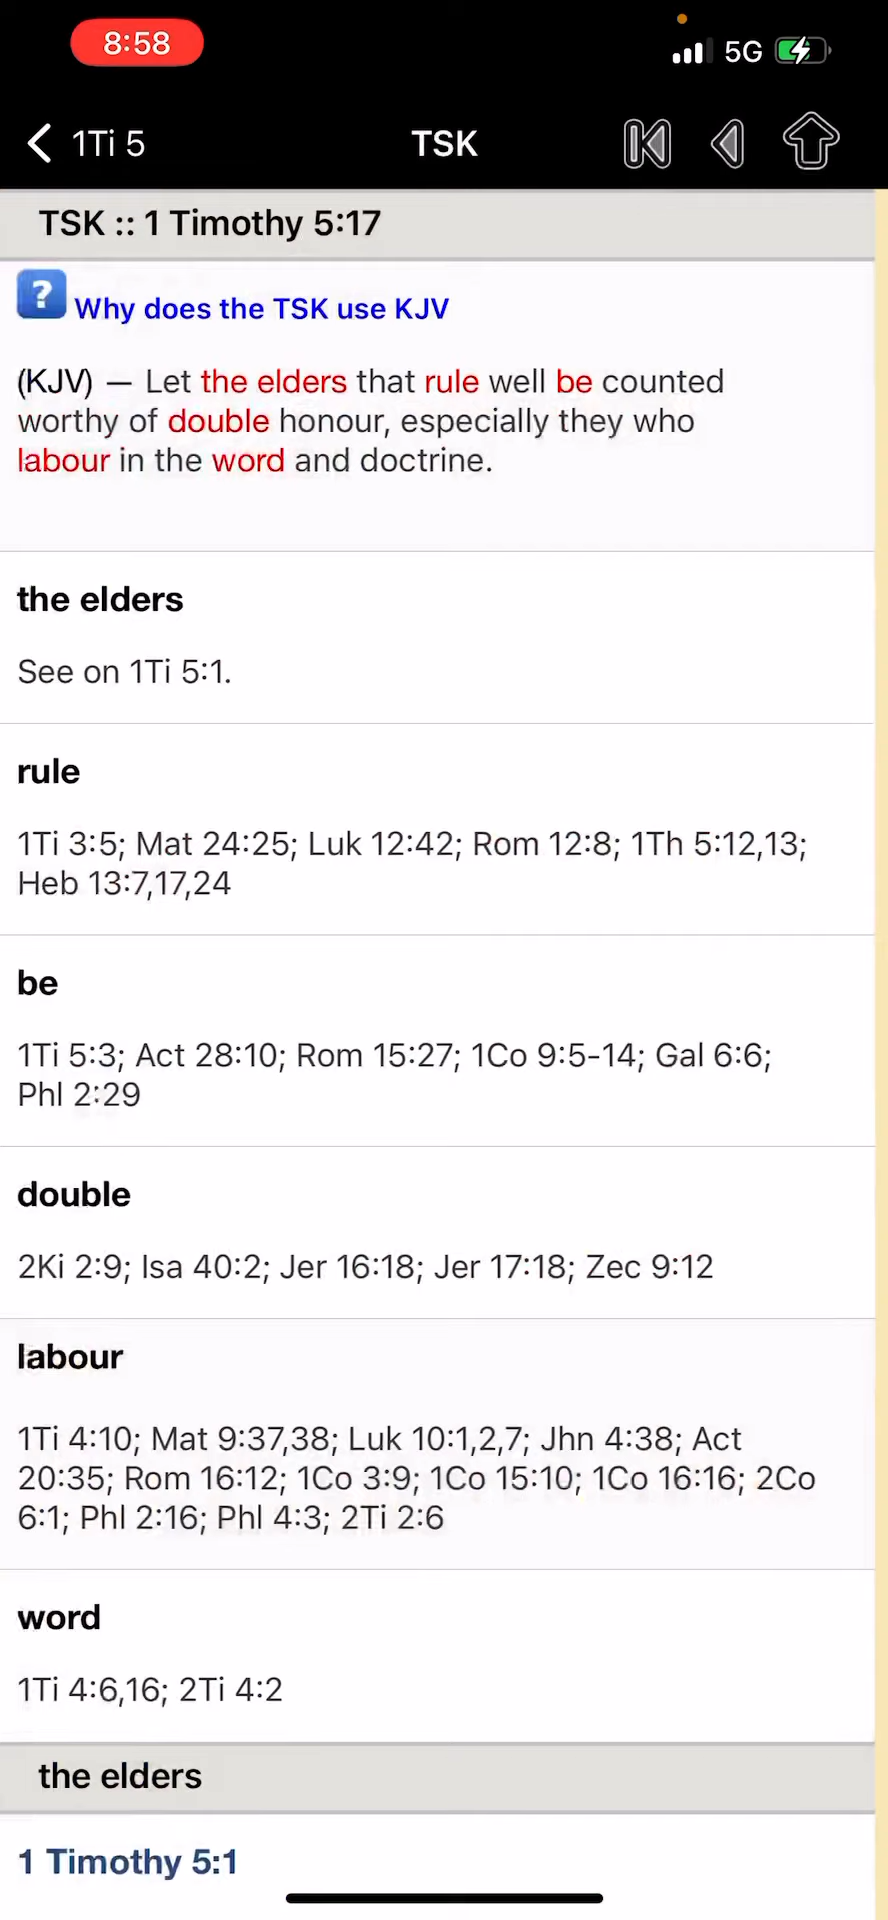 8:58
5G
1Ti 5
TSK
TSK :: 1 Timothy 5:17
? Why does the TSK use KJV
(KJV) — Let the elders that rule well be counted
worthy of double honour, especially they who
labour in the word and doctrine.
the elders
See on 1Ti 5:1.
rule
1Ti 3:5; Mat 24:25; Luk 12:42; Rom 12:8; 1Th 5:12,13;
Heb 13:7,17,24
be
1Ti 5:3; Act 28:10; Rom 15:27; 1Co 9:5-14; Gal 6:6;
Phl 2:29
double
2Ki 2:9; Isa 40:2; Jer 16:18; Jer 17:18; Zec 9:12
labour
1Ti 4:10; Mat 9:37,38; Luk 10:1,2,7; Jhn 4:38; Act
20:35; Rom 16:12; 1Co 3:9; 1Co 15:10; 1Co 16:16; 2Co
6:1; Phl 2:16; Phl 4:3; 2Ti 2:6
word
1Ti 4:6,16; 2Ti 4:2
the elders
1 Timothy 5:1